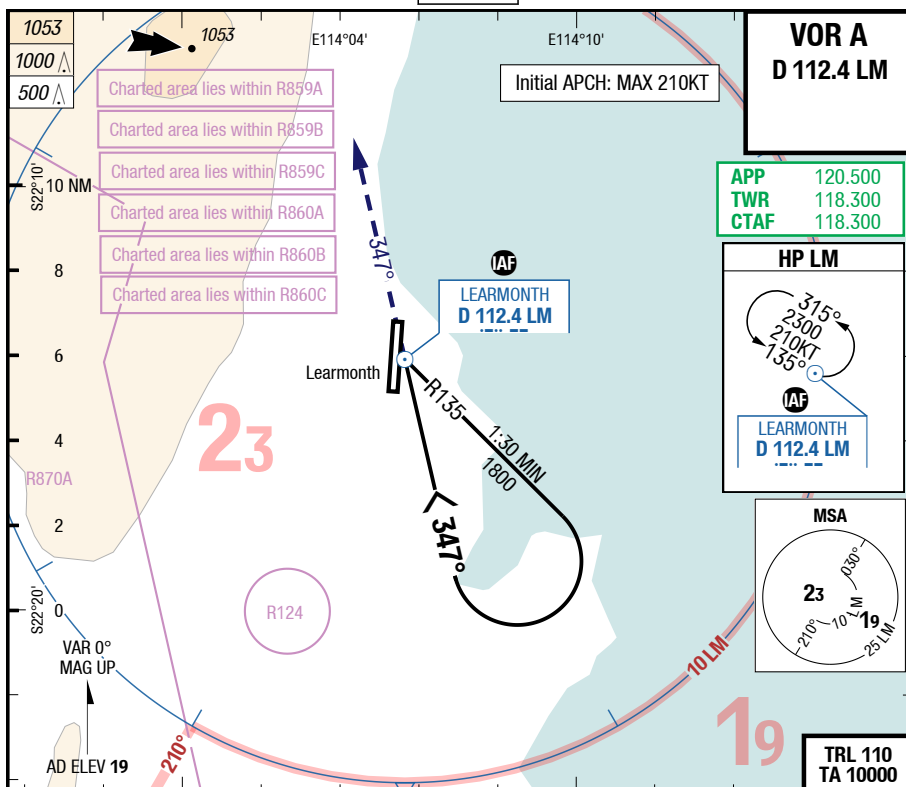 1053
1000
500
1053
E114°04'
E114°10'
Initial APCH: MAX 210KT
VOR A
D 112.4 LM
Charted area lies within R859A
Charted area lies within R859B
Charted area lies within R859C
Charted area lies within R860A
Charted area lies within R860B
Charted area lies within R860C
S22°10'
10 NM
8
6
4
2
0
S22°20'
APP 120.500
TWR 118.300
CTAF 118.300
347°
IAF
LEARMONTH
D 112.4 LM
Learmonth
R135
1:30 MIN
1800
347°
23
R870A
R124
HP LM
315°
2300
210KT
135°
IAF
LEARMONTH
D 112.4 LM
MSA
030°
23
210°
10 LM
19
25 LM
VAR 0°
MAG UP
AD ELEV 19
210°
10 LM
19
TRL 110
TA 10000